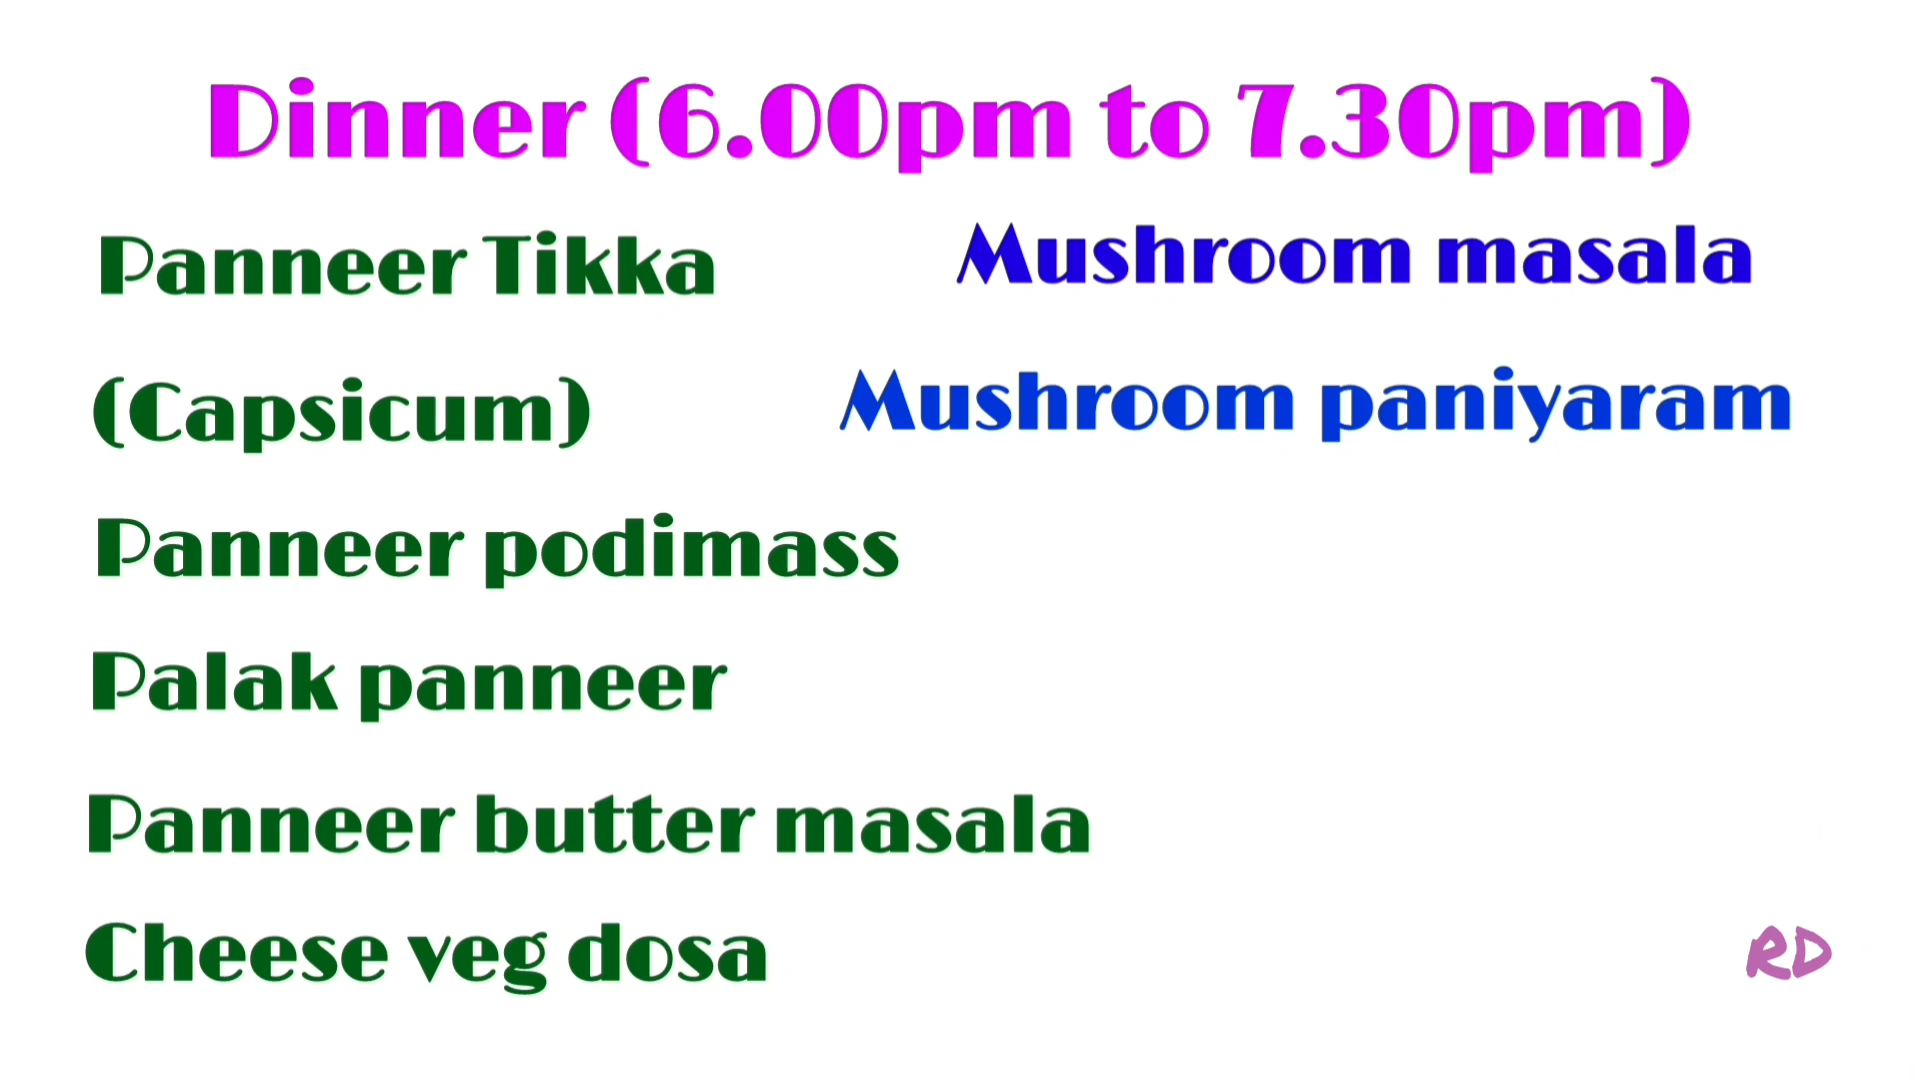 Dinner (6.00pm to 7.30pm)
Panneer Tikka
(Capsicum)
Panneer podimass
Palak panneer
Panneer butter masala
Cheese veg dosa
Mushroom masala
Mushroom paniyaram
RD